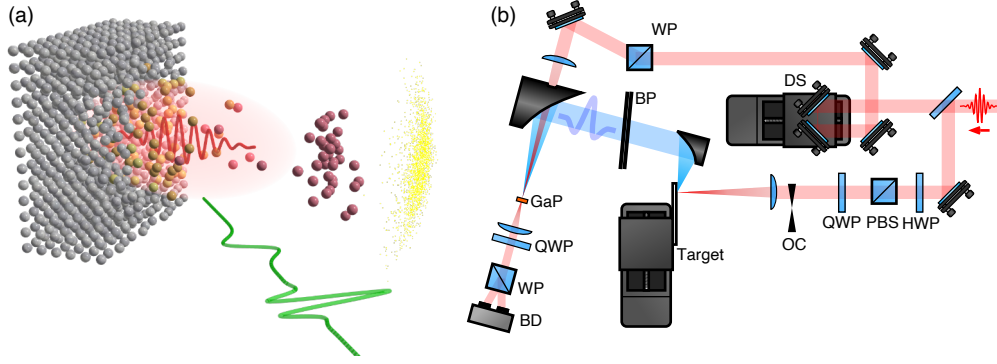 (a)
(b)
WP
DS
BP
GaP
QWP
WP
BD
Target
OC
QWP
PBS
HWP